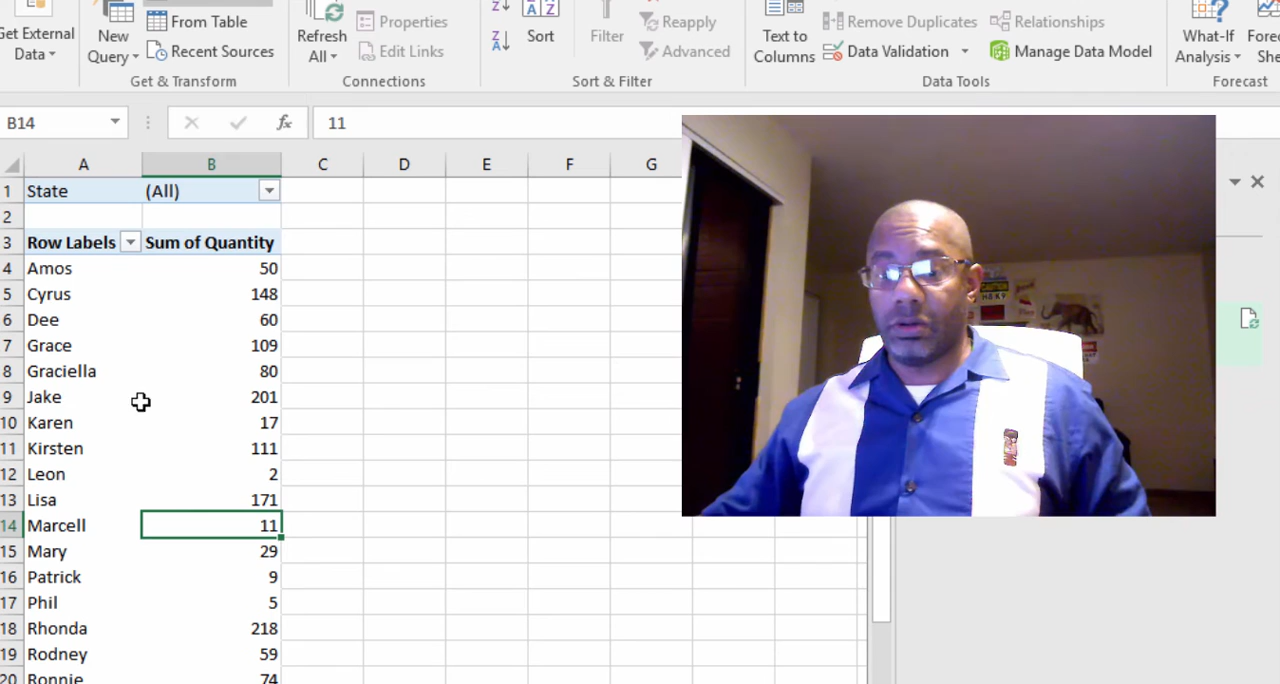 Get External
Data
New
Query
From Table
Recent Sources
Get & Transform
Refresh
All
Properties
Edit Links
Connections
Sort
Filter
Reapply
Advanced
Sort & Filter
Text to
Columns
Remove Duplicates
Data Validation
Relationships
Manage Data Model
Data Tools
What-If
Analysis
Forecast
B14 fx 11
A B C D E F G
1 State (All)
2
3 Row Labels Sum of Quantity
4 Amos 50
5 Cyrus 148
6 Dee 60
7 Grace 109
8 Graciella 80
9 Jake 201
10 Karen 17
11 Kirsten 111
12 Leon 2
13 Lisa 171
14 Marcell 11
15 Mary 29
16 Patrick 9
17 Phil 5
18 Rhonda 218
19 Rodney 59
20 Ronnie 74
CAUTION